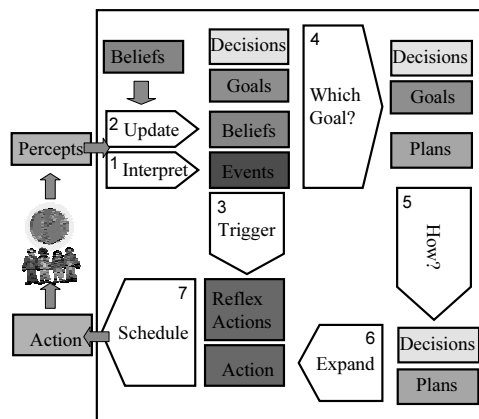 Beliefs
Decisions
Goals
4
Which
Goal?
Decisions
Goals
Plans
2 Update
Beliefs
Percepts
1 Interpret
Events
3
Trigger
5
How?
7
Schedule
Reflex
Actions
Action
6
Expand
Decisions
Plans
Action